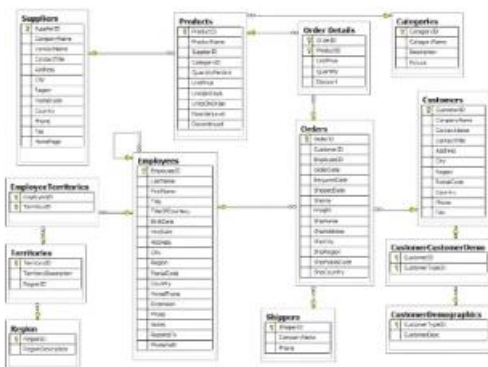 Suppliers
SupplierID
CompanyName
ContactName
ContactTitle
Address
City
Region
PostalCode
Country
Phone
Fax
HomePage
Products
ProductID
ProductName
SupplierID
CategoryID
QuantityPerUnit
UnitPrice
UnitsInStock
UnitsOnOrder
ReorderLevel
Discontinued
Order Details
OrderID
ProductID
UnitPrice
Quantity
Discount
Categories
CategoryID
CategoryName
Description
Picture
Customers
CustomerID
CompanyName
ContactName
ContactTitle
Address
City
Region
PostalCode
Country
Phone
Fax
Employees
EmployeeID
LastName
FirstName
Title
TitleOfCourtesy
BirthDate
HireDate
Address
City
Region
PostalCode
Country
HomePhone
Extension
Photo
Notes
ReportsTo
PhotoPath
Orders
OrderID
CustomerID
EmployeeID
OrderDate
RequiredDate
ShippedDate
ShipVia
Freight
ShipName
ShipAddress
ShipCity
ShipRegion
ShipPostalCode
ShipCountry
EmployeeTerritories
EmployeeID
TerritoryID
Territories
TerritoryID
TerritoryDescription
RegionID
Region
RegionID
RegionDescription
Shippers
ShipperID
CompanyName
Phone
CustomerCustomerDemo
CustomerID
CustomerTypeID
CustomerDemographics
CustomerTypeID
CustomerDesc